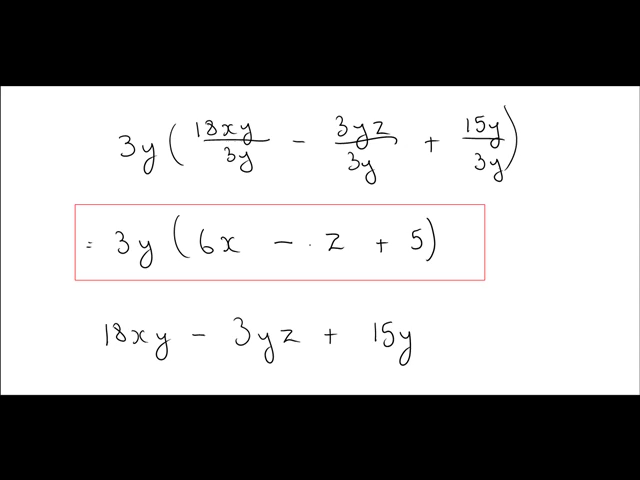 3y ( 18xy/3y - 3yz/3y + 15y/3y )
= 3y ( 6x - . z + 5 )
18xy - 3yz + 15y